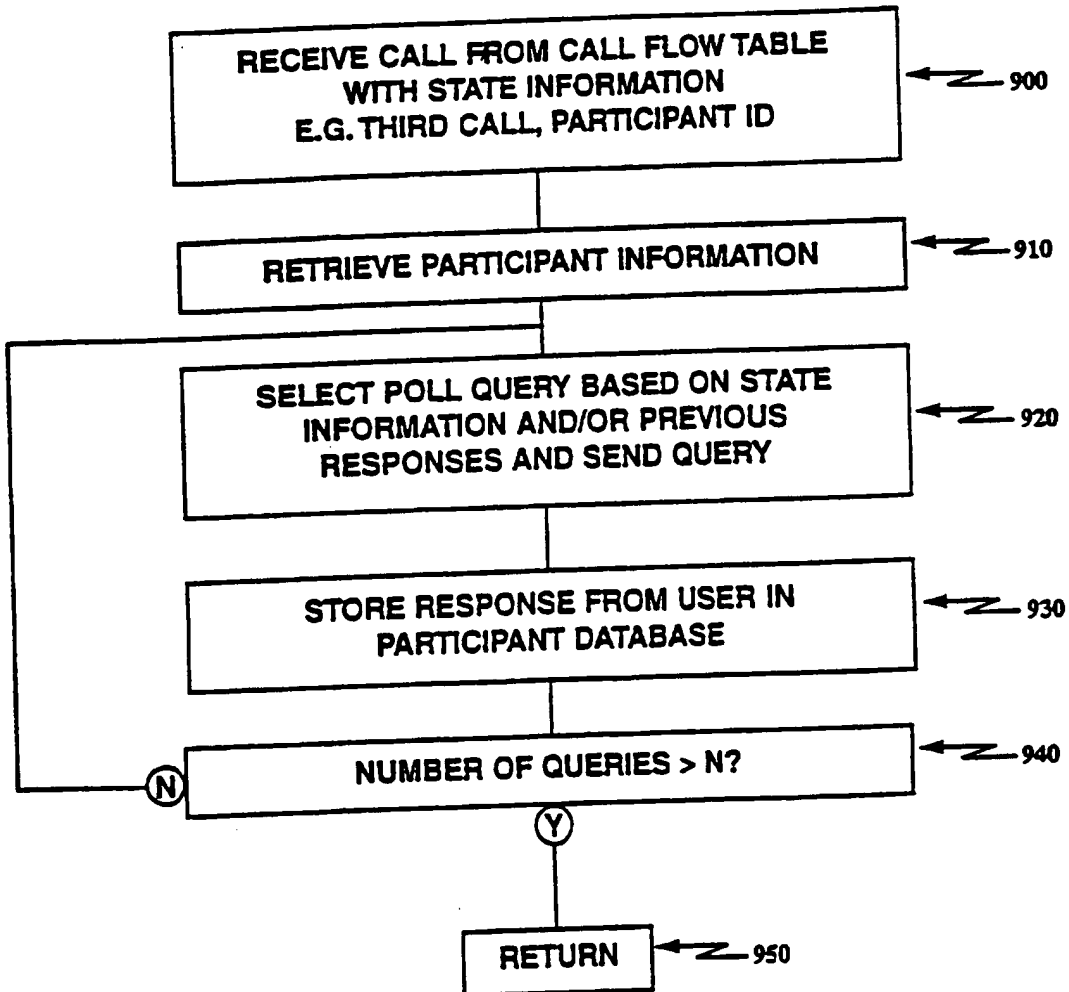 RECEIVE CALL FROM CALL FLOW TABLE
WITH STATE INFORMATION
E.G. THIRD CALL, PARTICIPANT ID
900
RETRIEVE PARTICIPANT INFORMATION
910
SELECT POLL QUERY BASED ON STATE
INFORMATION AND/OR PREVIOUS
RESPONSES AND SEND QUERY
920
STORE RESPONSE FROM USER IN
PARTICIPANT DATABASE
930
NUMBER OF QUERIES > N?
940
N
Y
RETURN
950